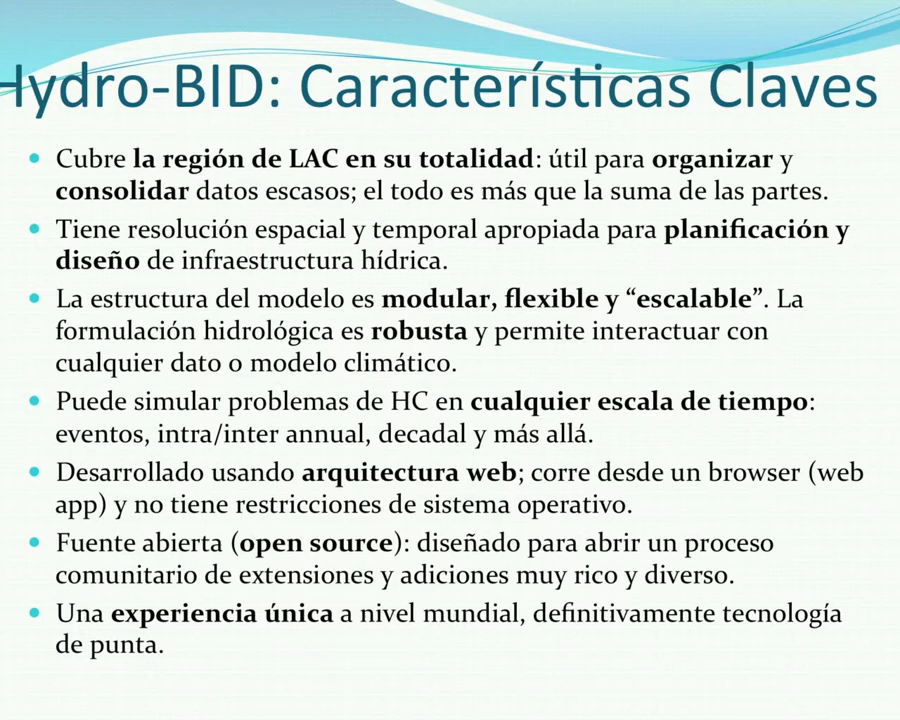 Hydro-BID: Características Claves
• Cubre la región de LAC en su totalidad: útil para organizar y
consolidar datos escasos; el todo es más que la suma de las partes.
• Tiene resolución espacial y temporal apropiada para planificación y
diseño de infraestructura hídrica.
• La estructura del modelo es modular, flexible y “escalable”. La
formulación hidrológica es robusta y permite interactuar con
cualquier dato o modelo climático.
• Puede simular problemas de HC en cualquier escala de tiempo:
eventos, intra/inter annual, decadal y más allá.
• Desarrollado usando arquitectura web; corre desde un browser (web
app) y no tiene restricciones de sistema operativo.
• Fuente abierta (open source): diseñado para abrir un proceso
comunitario de extensiones y adiciones muy rico y diverso.
• Una experiencia única a nivel mundial, definitivamente tecnología
de punta.